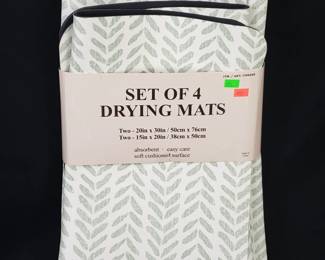 SET OF 4
DRYING MATS
Two - 20in x 30in / 50cm x 76cm
Two - 15in x 20in / 38cm x 50cm
absorbent · easy care
soft cushioned surface